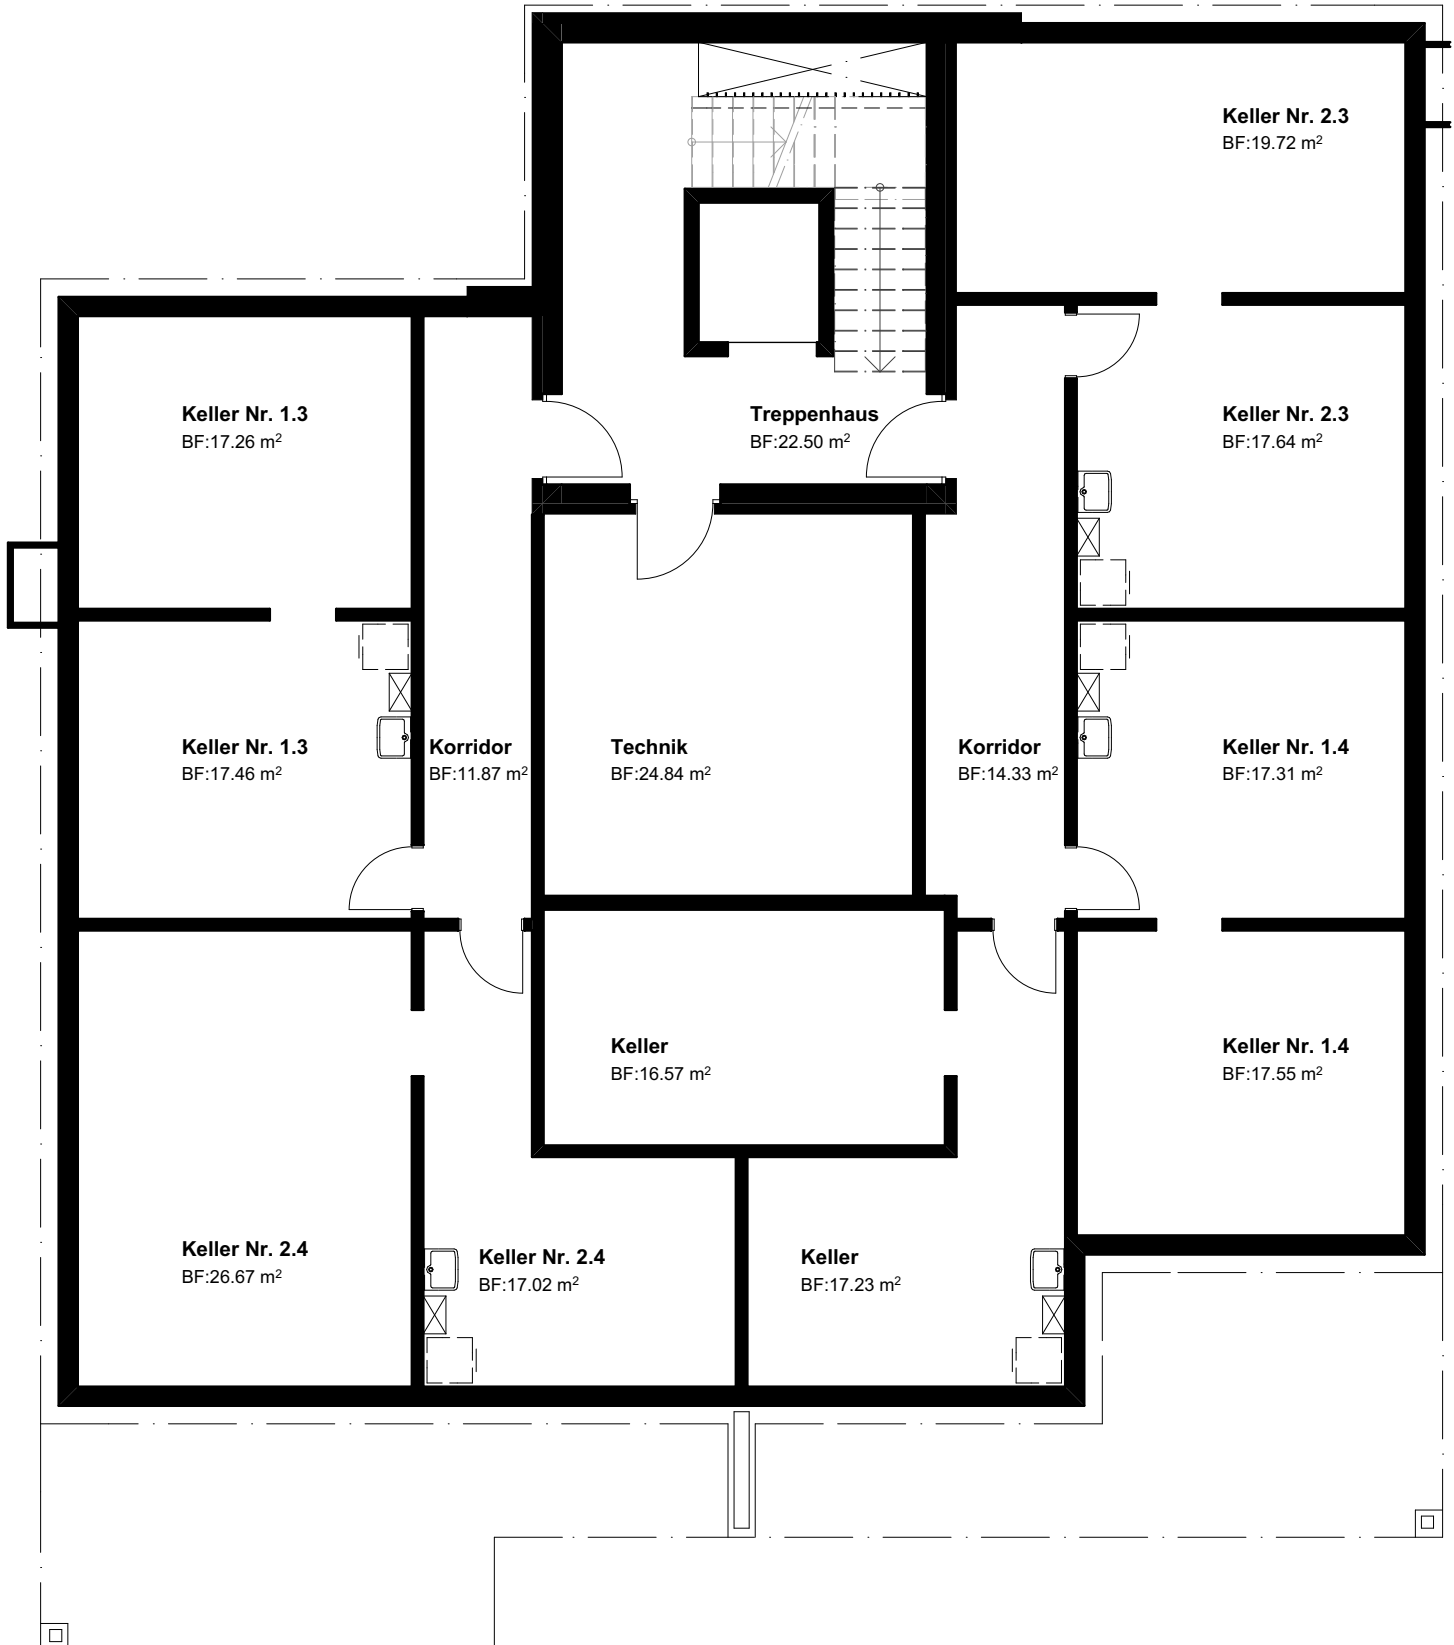 Keller Nr. 2.3
BF:19.72 m²
Keller Nr. 1.3
BF:17.26 m²
Treppenhaus
BF:22.50 m²
Keller Nr. 2.3
BF:17.64 m²
Keller Nr. 1.3
BF:17.46 m²
Korridor
BF:11.87 m²
Technik
BF:24.84 m²
Korridor
BF:14.33 m²
Keller Nr. 1.4
BF:17.31 m²
Keller
BF:16.57 m²
Keller Nr. 1.4
BF:17.55 m²
Keller Nr. 2.4
BF:26.67 m²
Keller Nr. 2.4
BF:17.02 m²
Keller
BF:17.23 m²